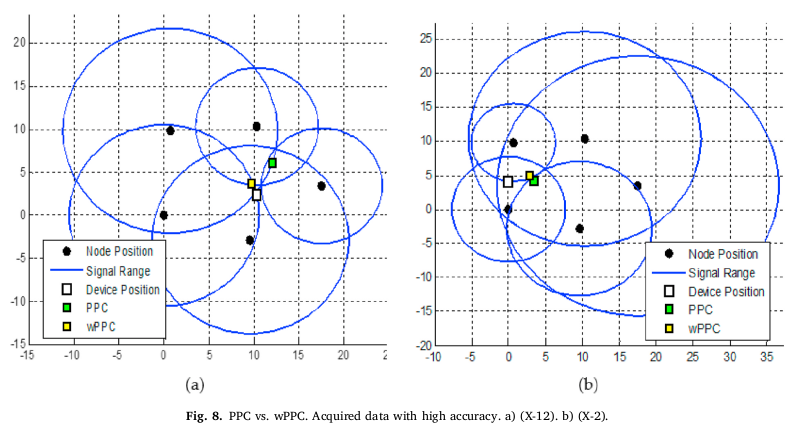 20
15
10
5
0
-5
-10
-15
-15
-10
-5
0
5
10
15
20
2
Node Position
Signal Range
Device Position
PPC
wPPC
(a)
25
20
15
10
5
0
-5
-10
-15
-20
-10
-5
0
5
10
15
20
25
30
35
Node Position
Signal Range
Device Position
PPC
wPPC
(b)
Fig. 8. PPC vs. wPPC. Acquired data with high accuracy. a) (X-12). b) (X-2).